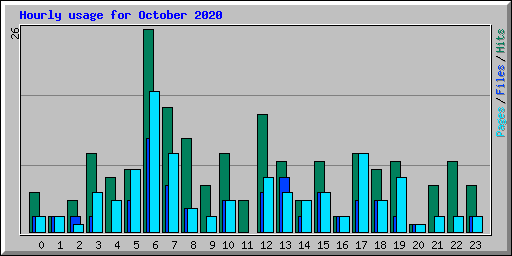 Hourly usage for October 2020
26
Pages / Files / Hits
0 1 2 3 4 5 6 7 8 9 10 11 12 13 14 15 16 17 18 19 20 21 22 23